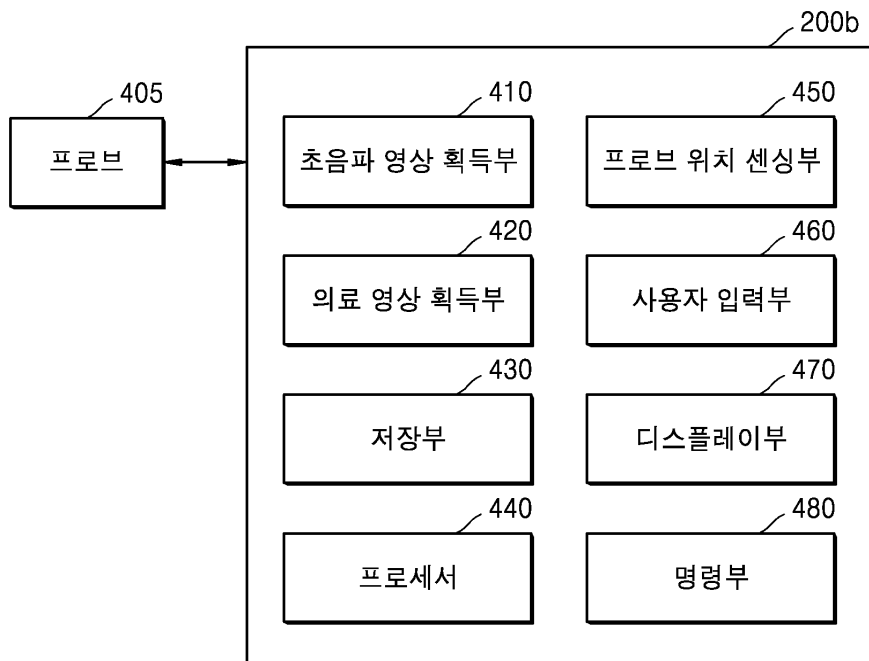 200b
405
프로브
410
초음파 영상 획득부
450
프로브 위치 센싱부
420
의료 영상 획득부
460
사용자 입력부
430
저장부
470
디스플레이부
440
프로세서
480
명령부